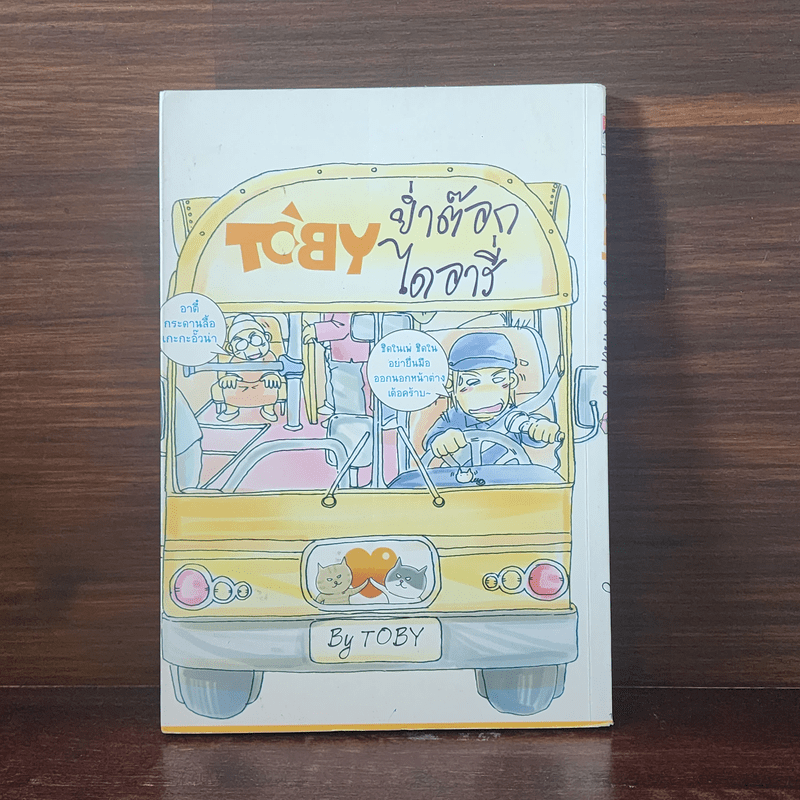 TOBY ย่ำต๊อก
ไดอารี่
อาตี๋
กระดานลื้อ
เกะกะอั๊วน่า
ชิดในเพ่ ชิดใน
อย่ายื่นมือ
ออกนอกหน้าต่าง
เด้อคร้าบ~
By TOBY